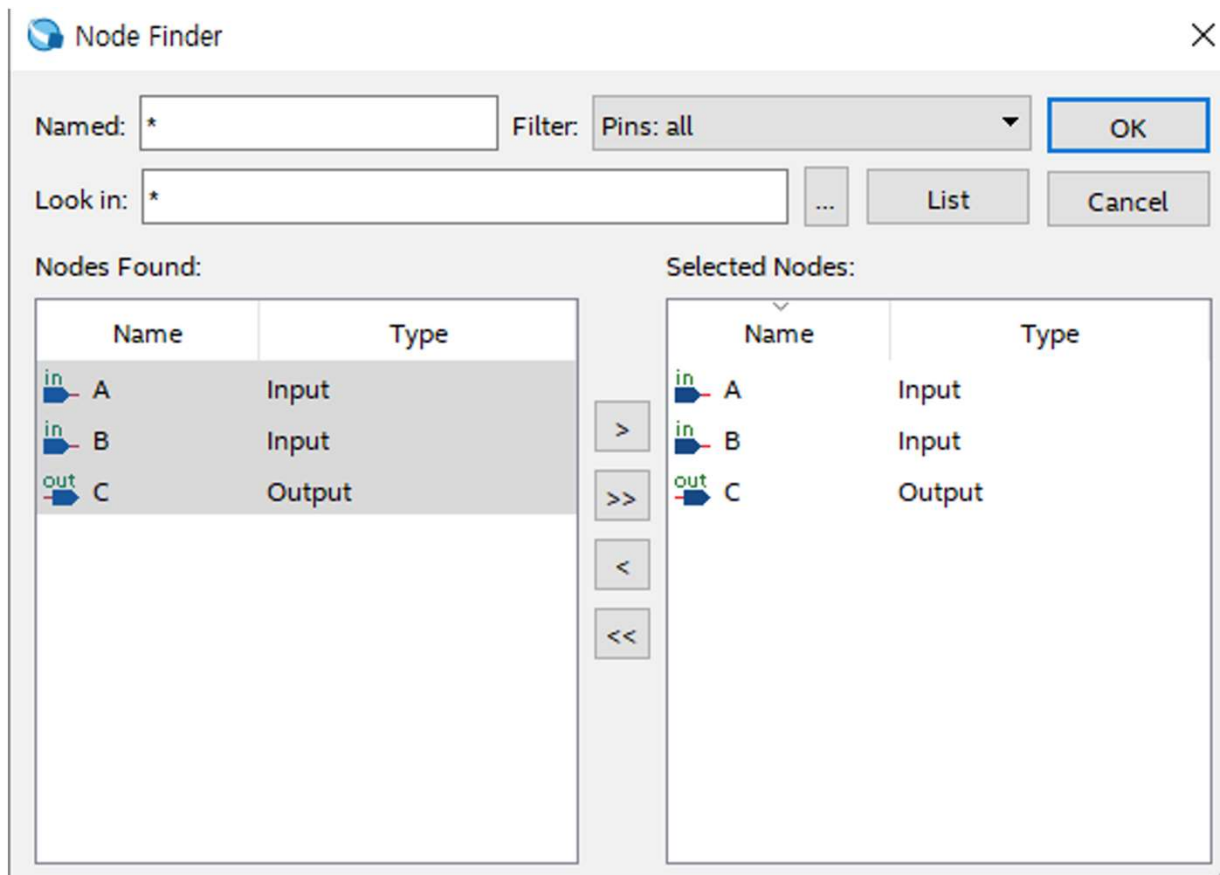 Node Finder
Named: * Filter: Pins: all OK
Look in: * ... List Cancel
Nodes Found: Selected Nodes:
Name Type Name Type
in A Input in A Input
in B Input > in B Input
out C Output >> out C Output
<
<<